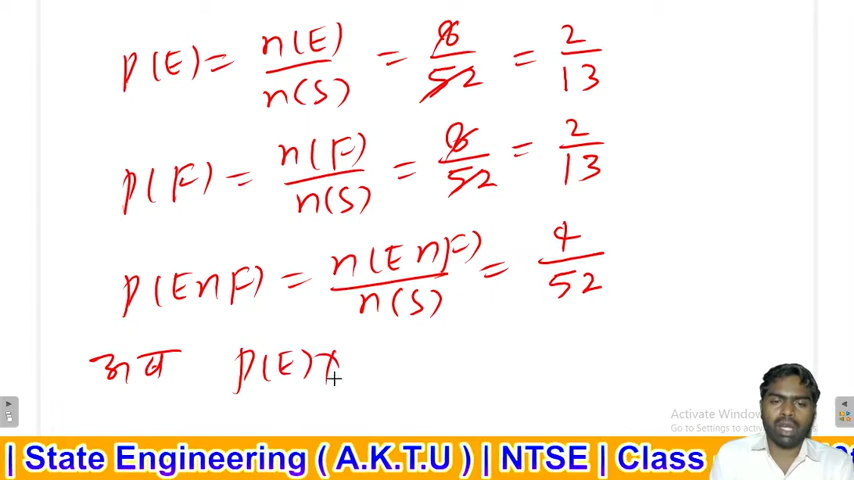 P(E) = n(E)/n(S) = 8/52 = 2/13
P(F) = n(F)/n(S) = 8/52 = 2/13
P(E∩F) = n(E∩F)/n(S) = 4/52
अब P(E)×
Activate Window
Go to Settings to activ
| State Engineering ( A.K.T.U ) | NTSE | Class